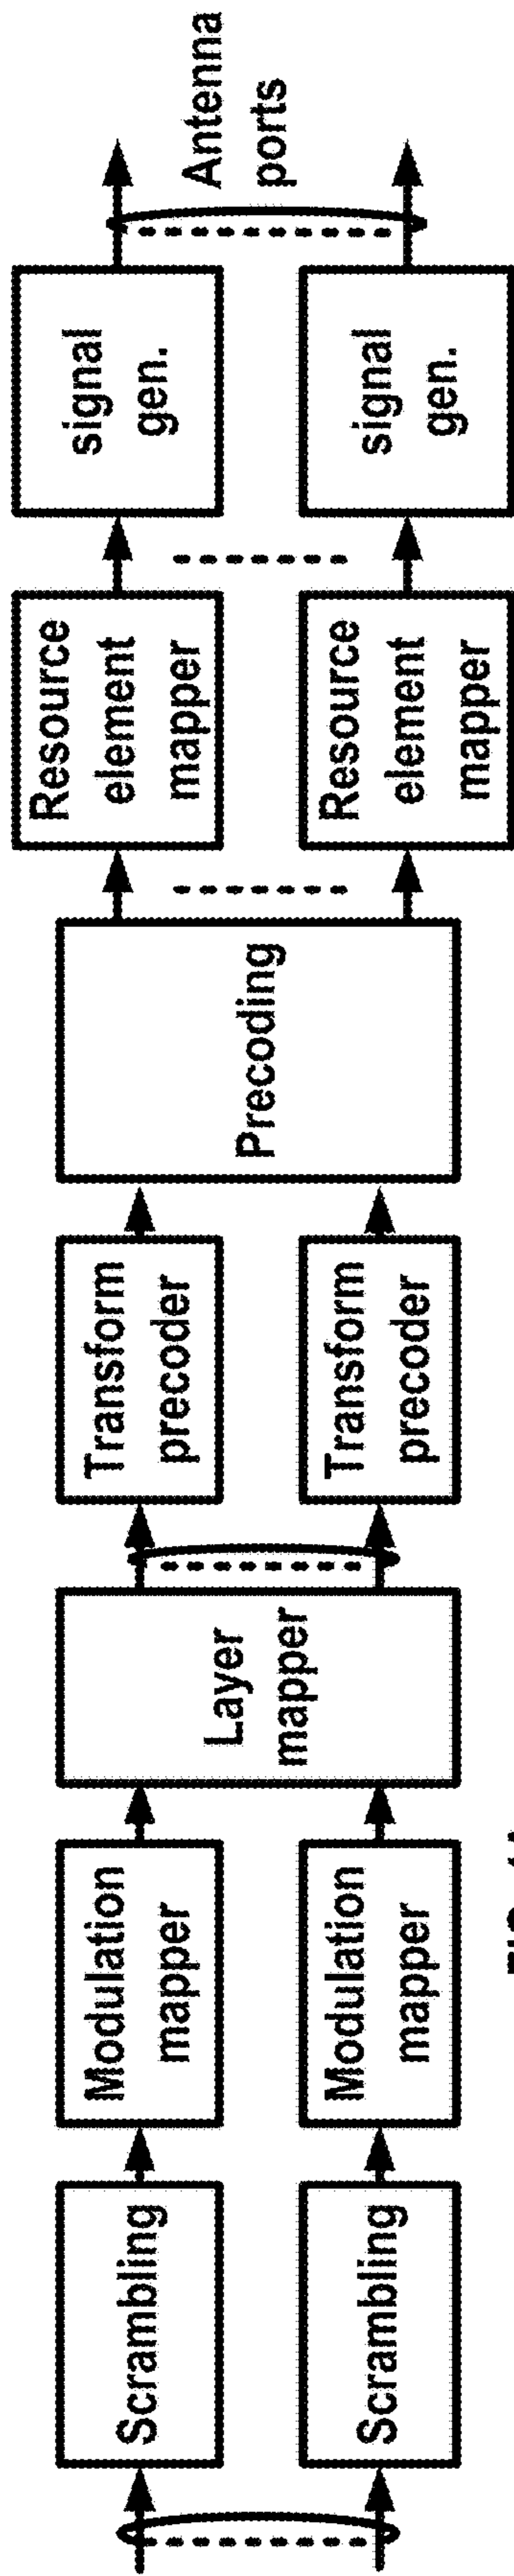 Scrambling
Scrambling
Modulation
mapper
Modulation
mapper
Layer
mapper
Transform
precoder
Transform
precoder
Precoding
Resource
element
mapper
Resource
element
mapper
signal
gen.
signal
gen.
Antenna
ports